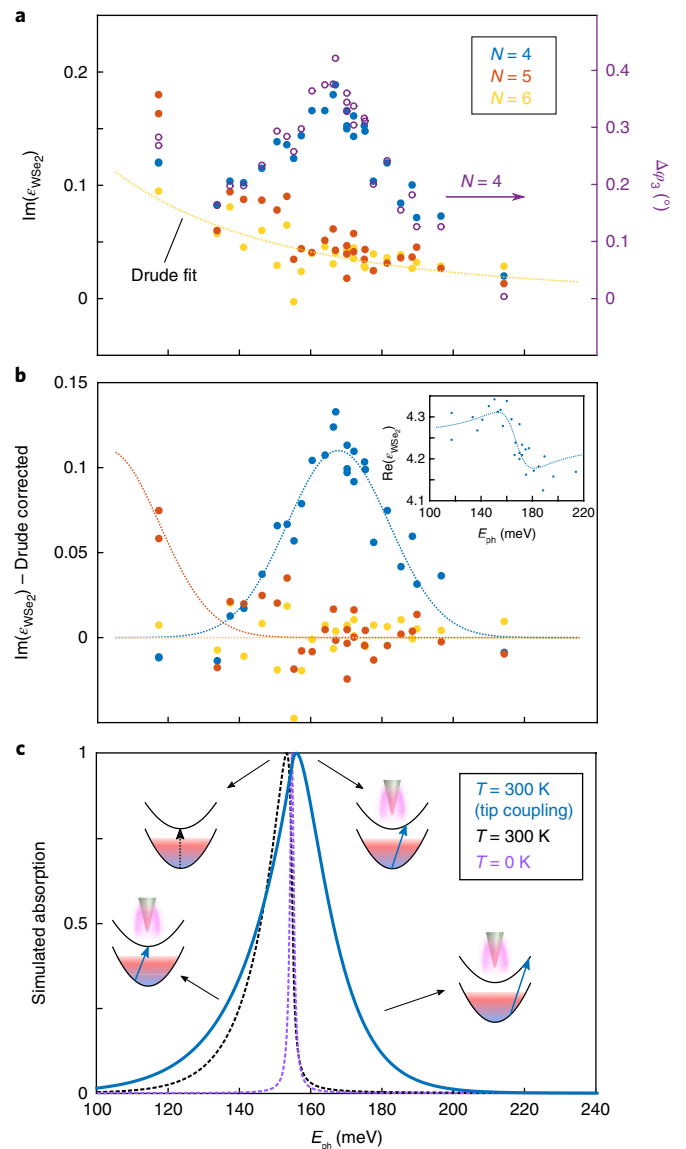 a
0.2
0.1
0
Im(εWSe2)
N = 4
N = 5
N = 6
0.4
0.3
0.2
0.1
0
Δφ3 (°)
N = 4
Drude fit
b
0.15
0.1
0.05
0
Im(εWSe2) – Drude corrected
4.3
4.2
4.1
Re(εWSe2)
100 140 180 220
Eph (meV)
c
1
0.5
0
Simulated absorption
T = 300 K
(tip coupling)
T = 300 K
T = 0 K
100 120 140 160 180 200 220 240
Eph (meV)